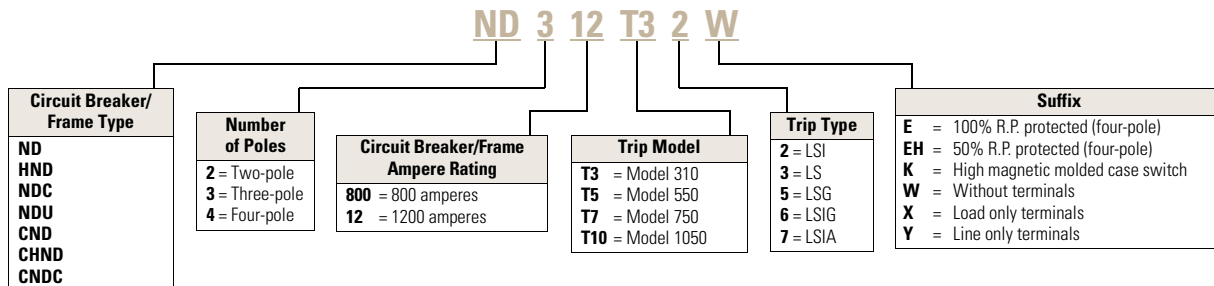 ND 3 12 T3 2 W
Circuit Breaker/
Frame Type
ND
HND
NDC
NDU
CND
CHND
CNDC
Number
of Poles
2 = Two-pole
3 = Three-pole
4 = Four-pole
Circuit Breaker/Frame
Ampere Rating
800 = 800 amperes
12 = 1200 amperes
Trip Model
T3 = Model 310
T5 = Model 550
T7 = Model 750
T10 = Model 1050
Trip Type
2 = LSI
3 = LS
5 = LSG
6 = LSIG
7 = LSIA
Suffix
E = 100% R.P. protected (four-pole)
EH = 50% R.P. protected (four-pole)
K = High magnetic molded case switch
W = Without terminals
X = Load only terminals
Y = Line only terminals